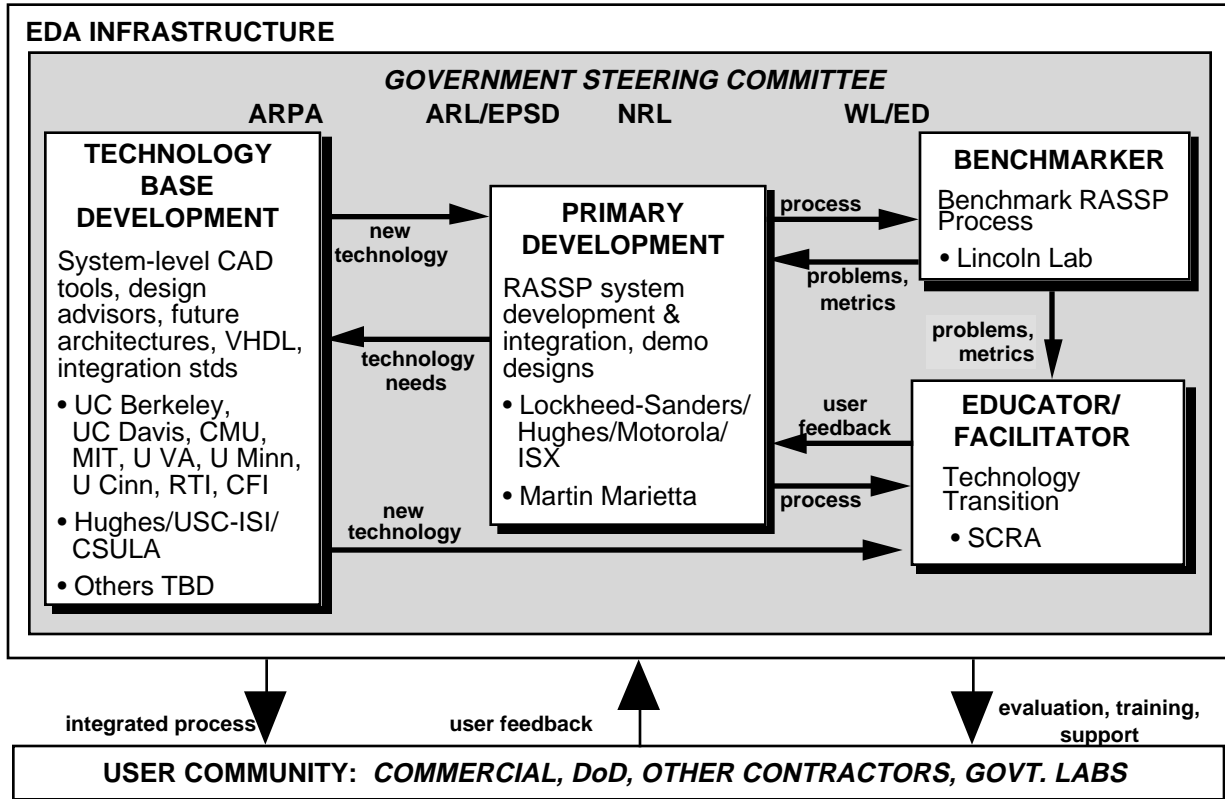 EDA INFRASTRUCTURE
GOVERNMENT STEERING COMMITTEE
ARPA ARL/EPSD NRL WL/ED
TECHNOLOGY
BASE
DEVELOPMENT
System-level CAD
tools, design
advisors, future
architectures, VHDL,
integration stds
• UC Berkeley,
UC Davis, CMU,
MIT, U VA, U Minn,
U Cinn, RTI, CFI
• Hughes/USC-ISI/
CSULA
• Others TBD
new
technology
technology
needs
new
technology
PRIMARY
DEVELOPMENT
RASSP system
development &
integration, demo
designs
• Lockheed-Sanders/
Hughes/Motorola/
ISX
• Martin Marietta
process
problems,
metrics
user
feedback
process
BENCHMARKER
Benchmark RASSP
Process
• Lincoln Lab
problems,
metrics
EDUCATOR/
FACILITATOR
Technology
Transition
• SCRA
integrated process
user feedback
evaluation, training,
support
USER COMMUNITY: COMMERCIAL, DoD, OTHER CONTRACTORS, GOVT. LABS